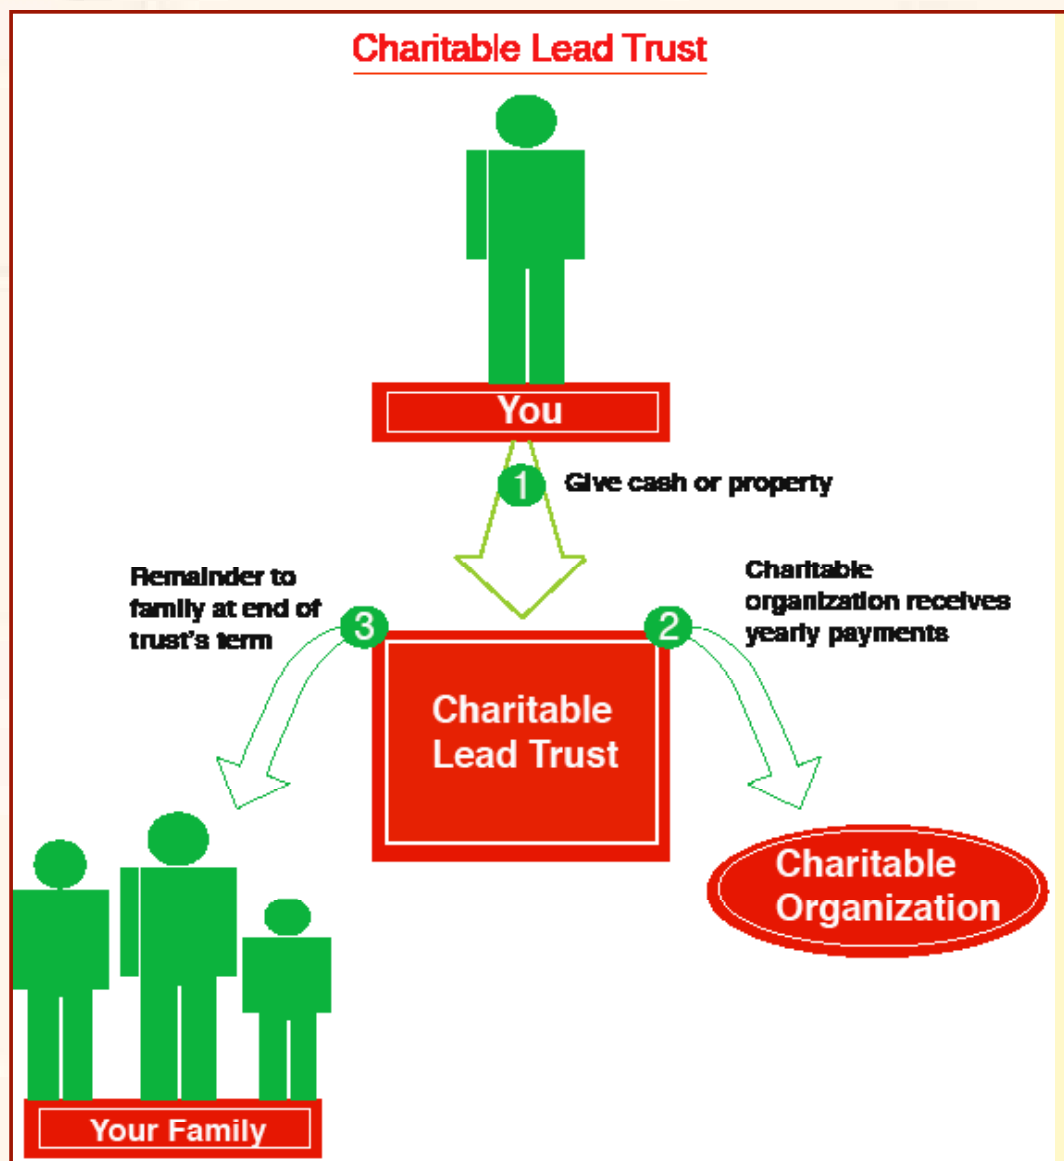 Charitable Lead Trust
You
1
Give cash or property
Remainder to
family at end of
trust's term
3
2
Charitable
organization receives
yearly payments
Charitable
Lead Trust
Charitable
Organization
Your Family